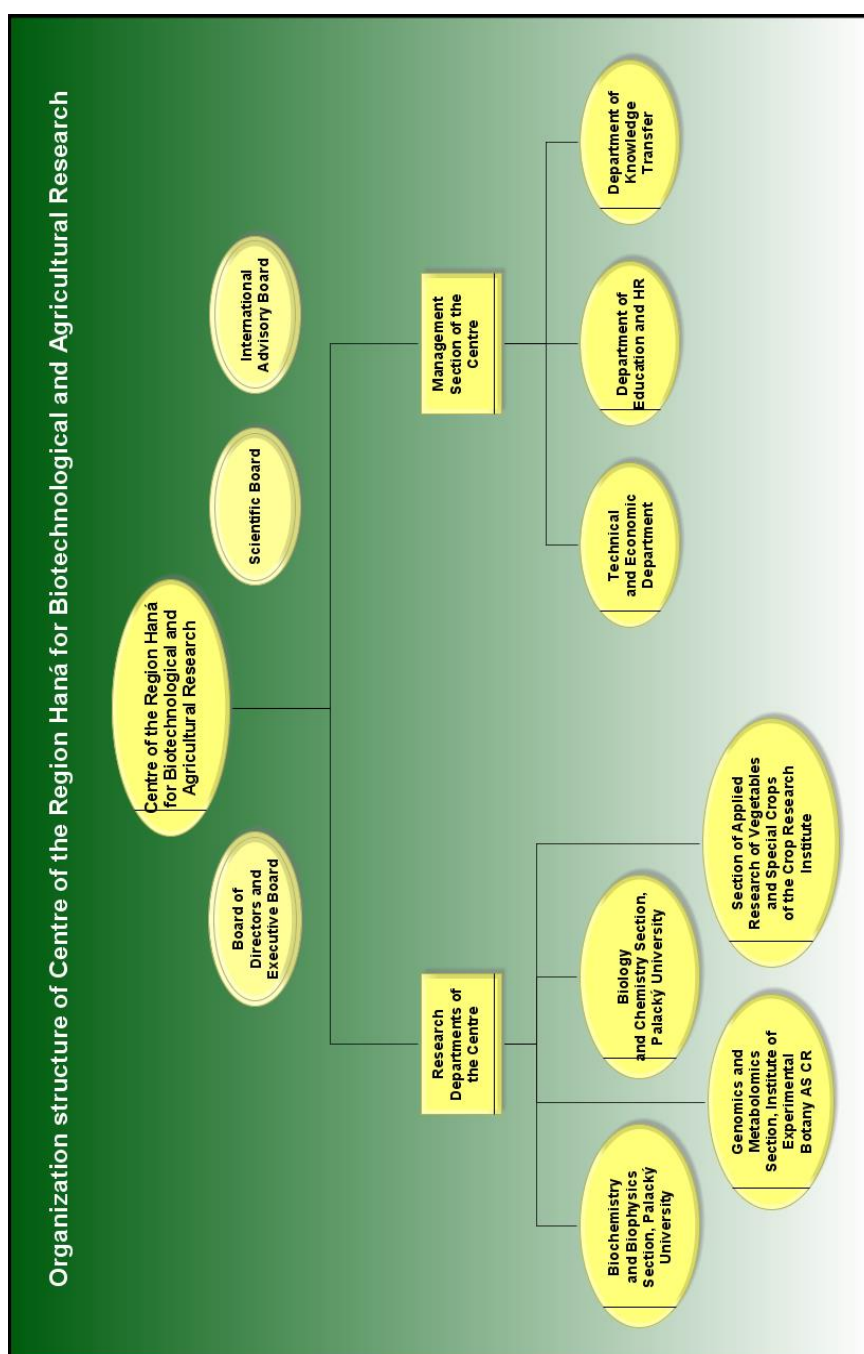 Organization structure of Centre of the Region Haná for Biotechnological and Agricultural Research
Centre of the Region Haná
for Biotechnological and
Agricultural Research
Board of
Directors and
Executive Board
Scientific Board
International
Advisory Board
Research
Departments of
the Centre
Management
Section of the
Centre
Biochemistry
and Biophysics
Section, Palacký
University
Genomics and
Metabolomics
Section, Institute of
Experimental
Botany AS CR
Biology
and Chemistry Section,
Palacký University
Section of Applied
Research of Vegetables
and Special Crops
of the Crop Research
Institute
Technical
and Economic
Department
Department of
Education and HR
Department of
Knowledge
Transfer